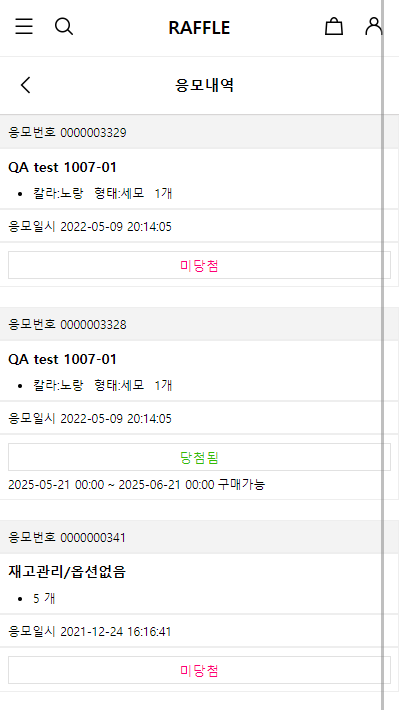 RAFFLE
응모내역
응모번호 0000003329
QA test 1007-01
칼라:노랑 형태:세모 1개
응모일시 2022-05-09 20:14:05
미당첨
응모번호 0000003328
QA test 1007-01
칼라:노랑 형태:세모 1개
응모일시 2022-05-09 20:14:05
당첨됨
2025-05-21 00:00 ~ 2025-06-21 00:00 구매가능
응모번호 0000000341
재고관리/옵션없음
5 개
응모일시 2021-12-24 16:16:41
미당첨